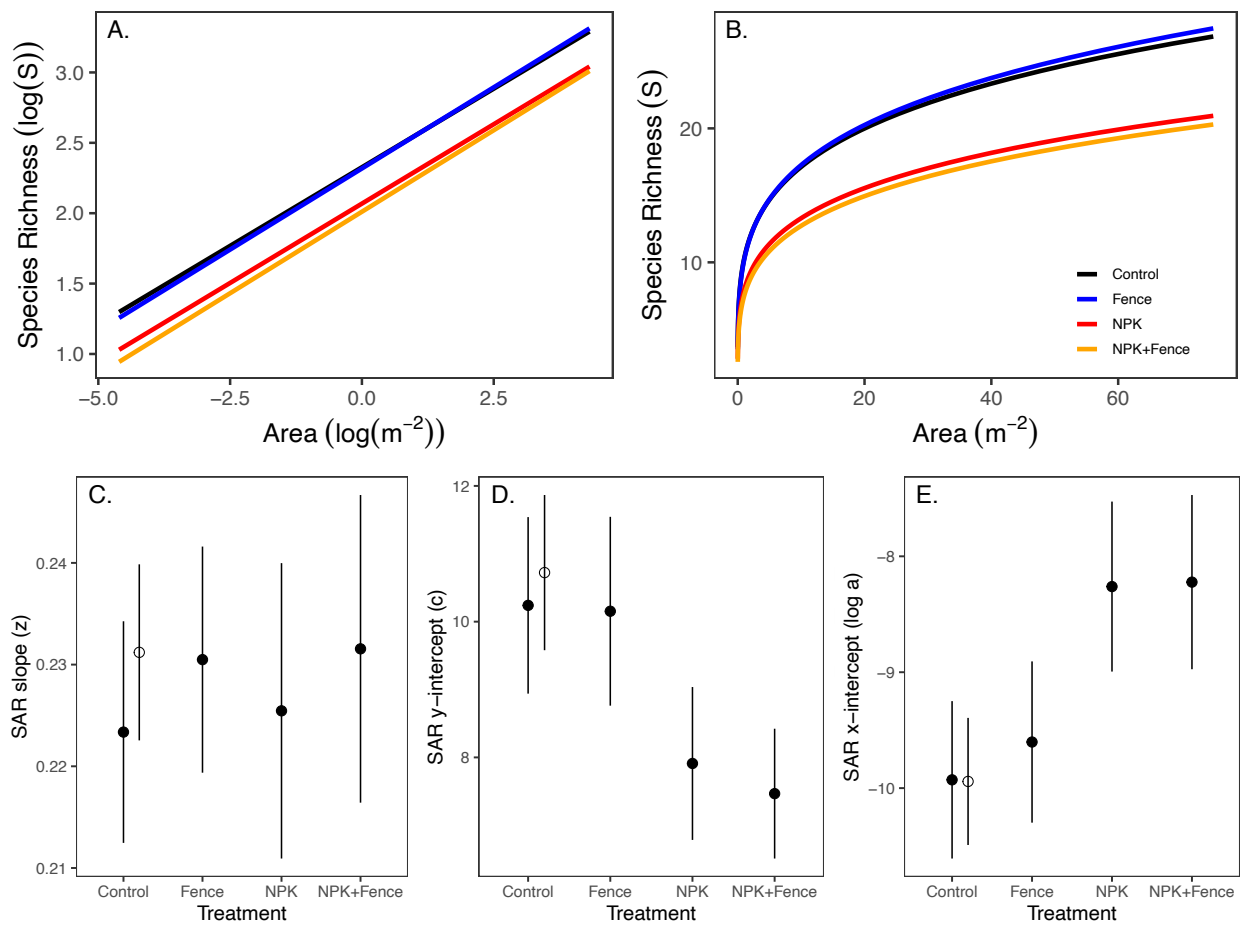 A.
Species Richness (log(S))
3.0
2.5
2.0
1.5
1.0
−5.0 −2.5 0.0 2.5
Area (log(m⁻²))
B.
Species Richness (S)
20
10
Control
Fence
NPK
NPK+Fence
0 20 40 60
Area (m⁻²)
C.
SAR slope (z)
0.24
0.23
0.22
0.21
Control Fence NPK NPK+Fence
Treatment
D.
SAR y−intercept (c)
12
10
8
Control Fence NPK NPK+Fence
Treatment
E.
SAR x−intercept (log a)
−8
−9
−10
Control Fence NPK NPK+Fence
Treatment